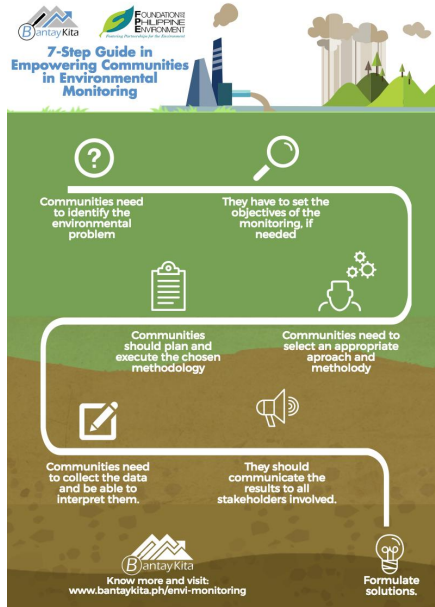 BantayKita
FOUNDATION FOR THE
PHILIPPINE
ENVIRONMENT
Fostering Partnerships for the Environment
7-Step Guide in
Empowering Communities
in Environmental
Monitoring
?
Communities need
to identify the
environmental
problem
They have to set the
objectives of the
monitoring, if
needed
Communities need to
select an appropriate
aproach and
metholody
Communities
should plan and
execute the chosen
methodology
Communities need
to collect the data
and be able to
interpret them.
They should
communicate the
results to all
stakeholders involved.
Formulate
solutions.
BantayKita
Know more and visit:
www.bantaykita.ph/envi-monitoring